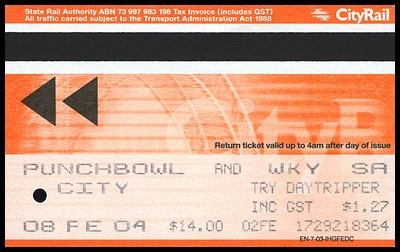 State Rail Authority ABN 73 997 983 198 Tax Invoice (includes GST)
All traffic carried subject to the Transport Administration Act 1988
CityRail
Return ticket valid up to 4am after day of issue
PUNCHBOWL AND WKY SA
CITY TRY DAYTRIPPER
INC GST $1.27
08 FE 04 $14.00 02FE 1729218364
EN-7-03-IHGFEDC